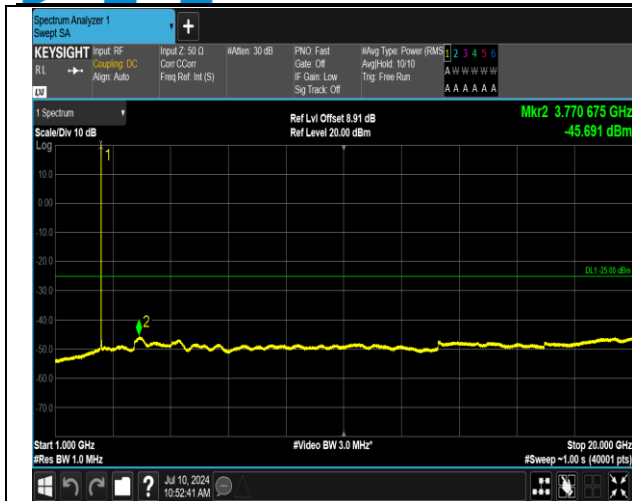 Spectrum Analyzer 1
Swept SA
+
KEYSIGHT Input: RF Input Z: 50 Ω #Atten: 30 dB PNO: Fast #Avg Type: Power (RMS 1 2 3 4 5 6
RL Coupling: DC Corr CCorr Gate: Off Avg|Hold: 10/10 A W W W W W
Align: Auto Freq Ref: Int (S) IF Gain: Low Trig: Free Run
Sig Track: Off A A A A A A
LXI
1 Spectrum
Ref Lvl Offset 8.91 dB Mkr2 3.770 675 GHz
Scale/Div 10 dB Ref Level 20.00 dBm -45.691 dBm
Log
1
10.0
0.00
-10.0
-20.0
DL1 -25.00 dBm
-30.0
-40.0
2
-50.0
-60.0
-70.0
Start 1.000 GHz #Video BW 3.0 MHz* Stop 20.000 GHz
#Res BW 1.0 MHz #Sweep ~1.00 s (40001 pts)
? Jul 10, 2024
10:52:41 AM